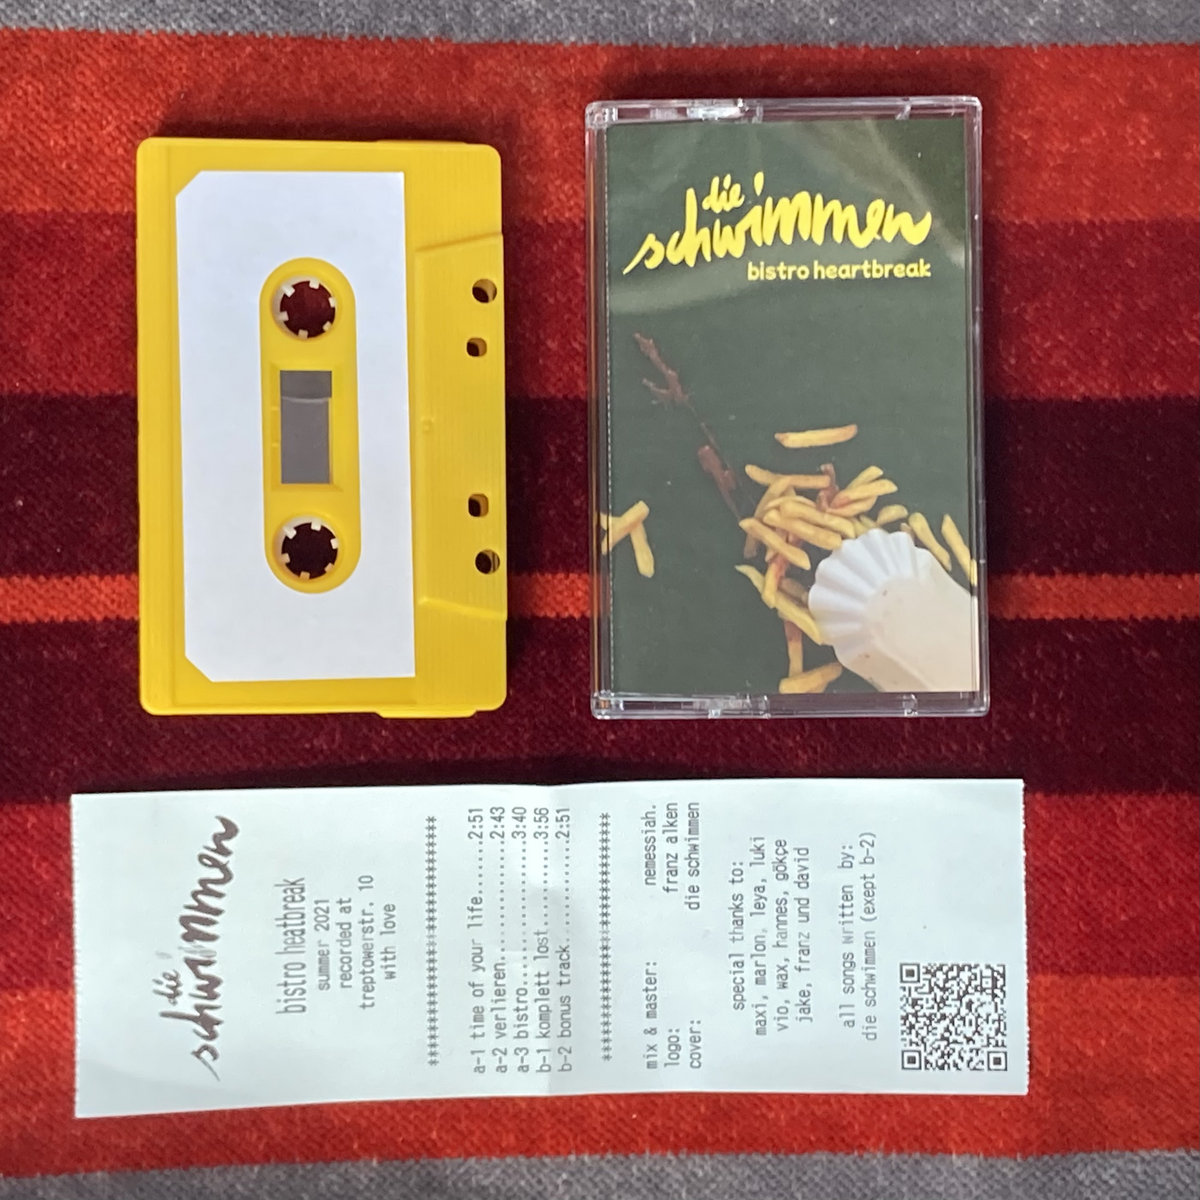 die
schwimmen
bistro heartbreak
die
schwimmen
bistro heatbreak
summer 2021
recorded at
treptowerstr. 10
with love
************************************
a-1 time of your life......2:51
a-2 verlieren..............2:43
a-3 bistro.................3:40
b-1 komplett lost..........3:56
b-2 bonus track............2:51
************************************
mix & master: nemessiah.
logo: franz alken
cover: die schwimmen
special thanks to:
maxi, marlon, leya, luki
vio, wax, hannes, gökçe
jake, franz und david
all songs written by:
die schwimmen (exept b-2)